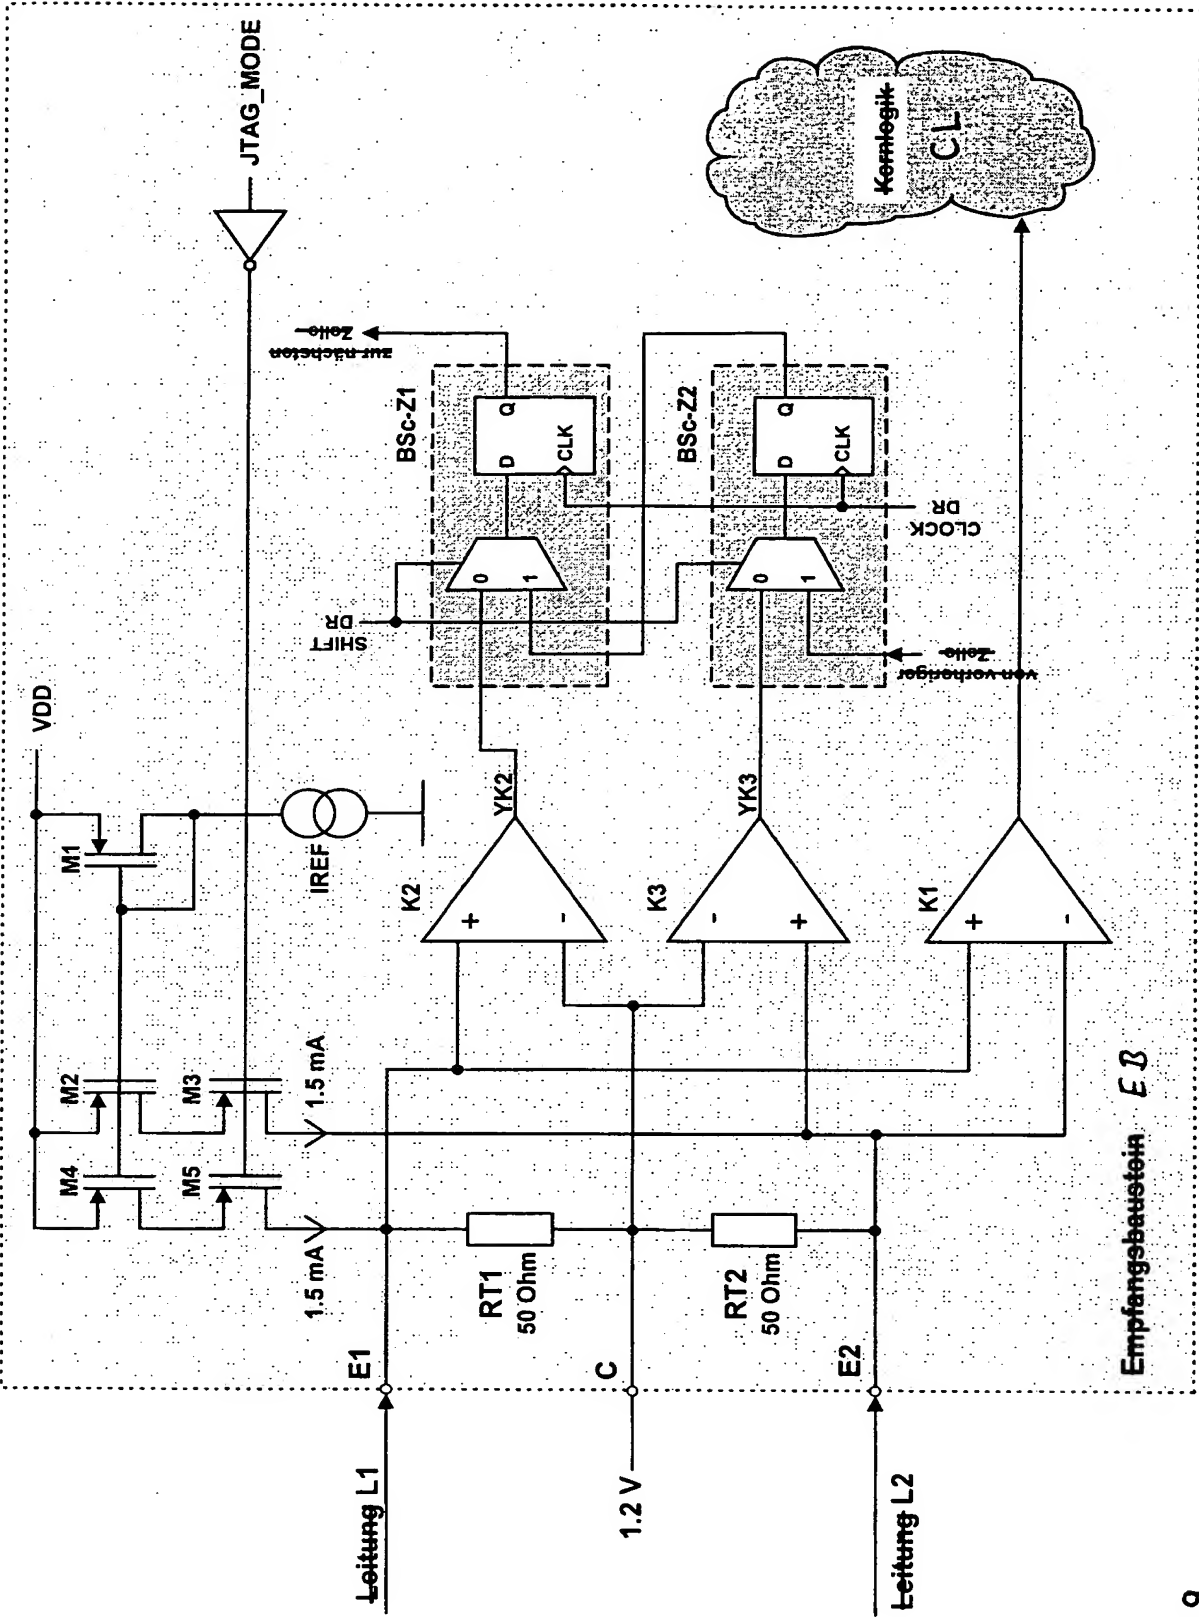 JTAG_MODE
VDD
M1
M2
M3
M4
M5
IREF
1.5 mA
1.5 mA
zur nächsten
Zelle
BSc-Z1
D
Q
CLK
0
1
SHIFT
DR
BSc-Z2
D
Q
CLK
0
1
CLOCK
DR
von vorheriger
Zelle
Kernlogik
CL
K2
+
-
YK2
K3
-
+
YK3
K1
+
-
E1
RT1
50 Ohm
C
RT2
50 Ohm
E2
Leitung L1
1.2 V
Leitung L2
Empfangsbaustein EB